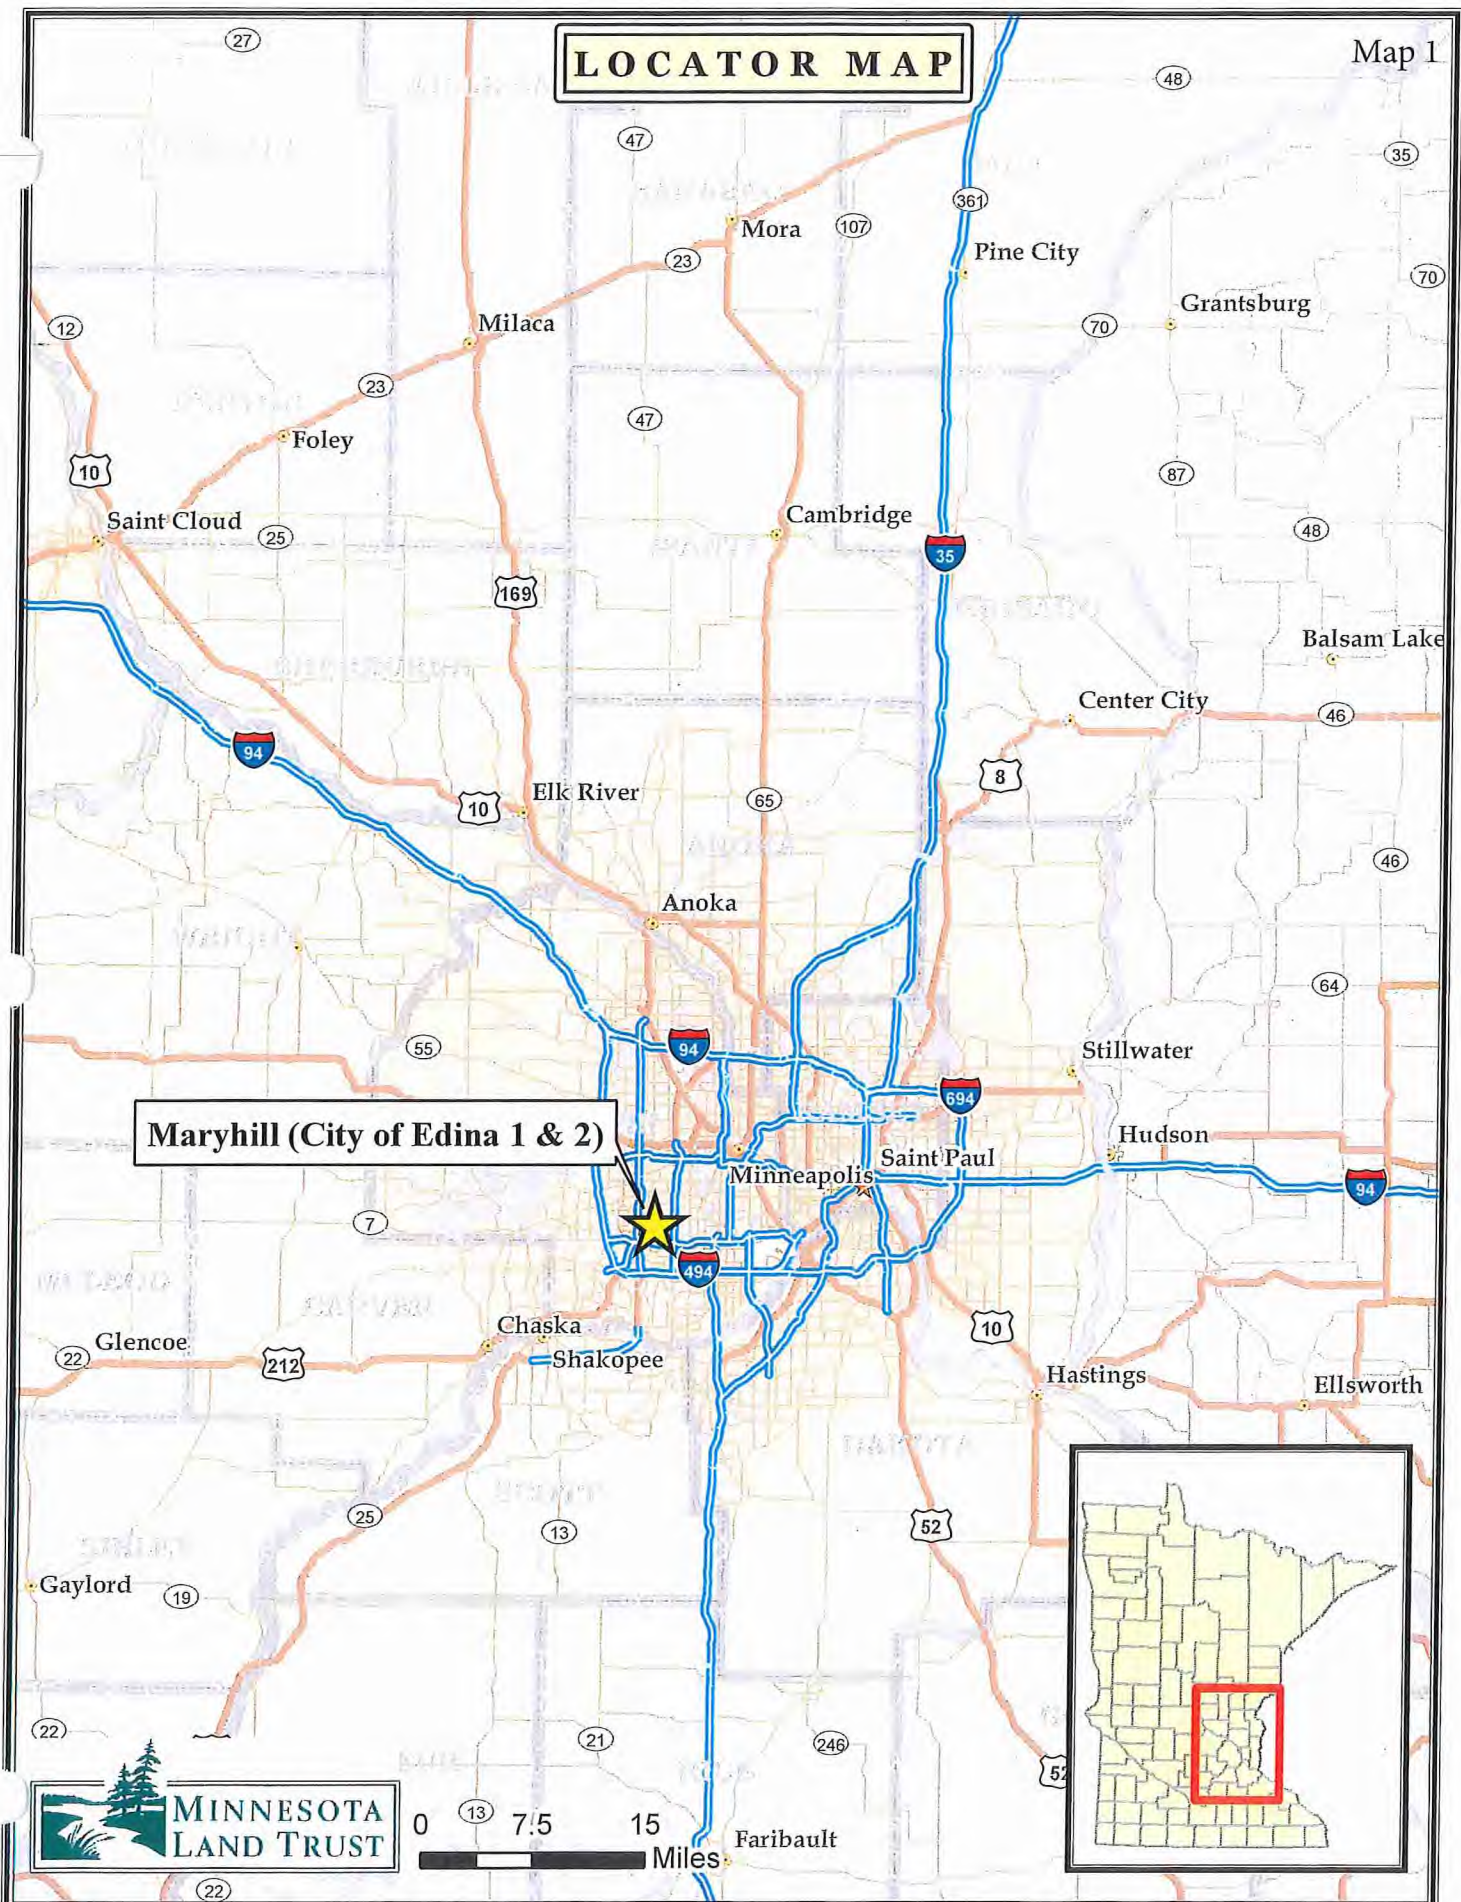 LOCATOR MAP
Map 1
27
48
47
35
361
Mora
107
Pine City
23
70
Grantsburg
12
Milaca
70
23
47
Foley
10
87
Saint Cloud
Cambridge
25
48
35
169
Balsam Lake
Center City
46
94
8
Elk River
65
10
46
Anoka
64
55
94
Stillwater
694
Maryhill (City of Edina 1 & 2)
Hudson
Saint Paul
Minneapolis
94
7
494
Chaska
10
Glencoe
22
212
Shakopee
Hastings
Ellsworth
25
13
52
Gaylord
19
22
21
246
52
MINNESOTA
LAND TRUST
13
0 7.5 15
Miles
Faribault
22